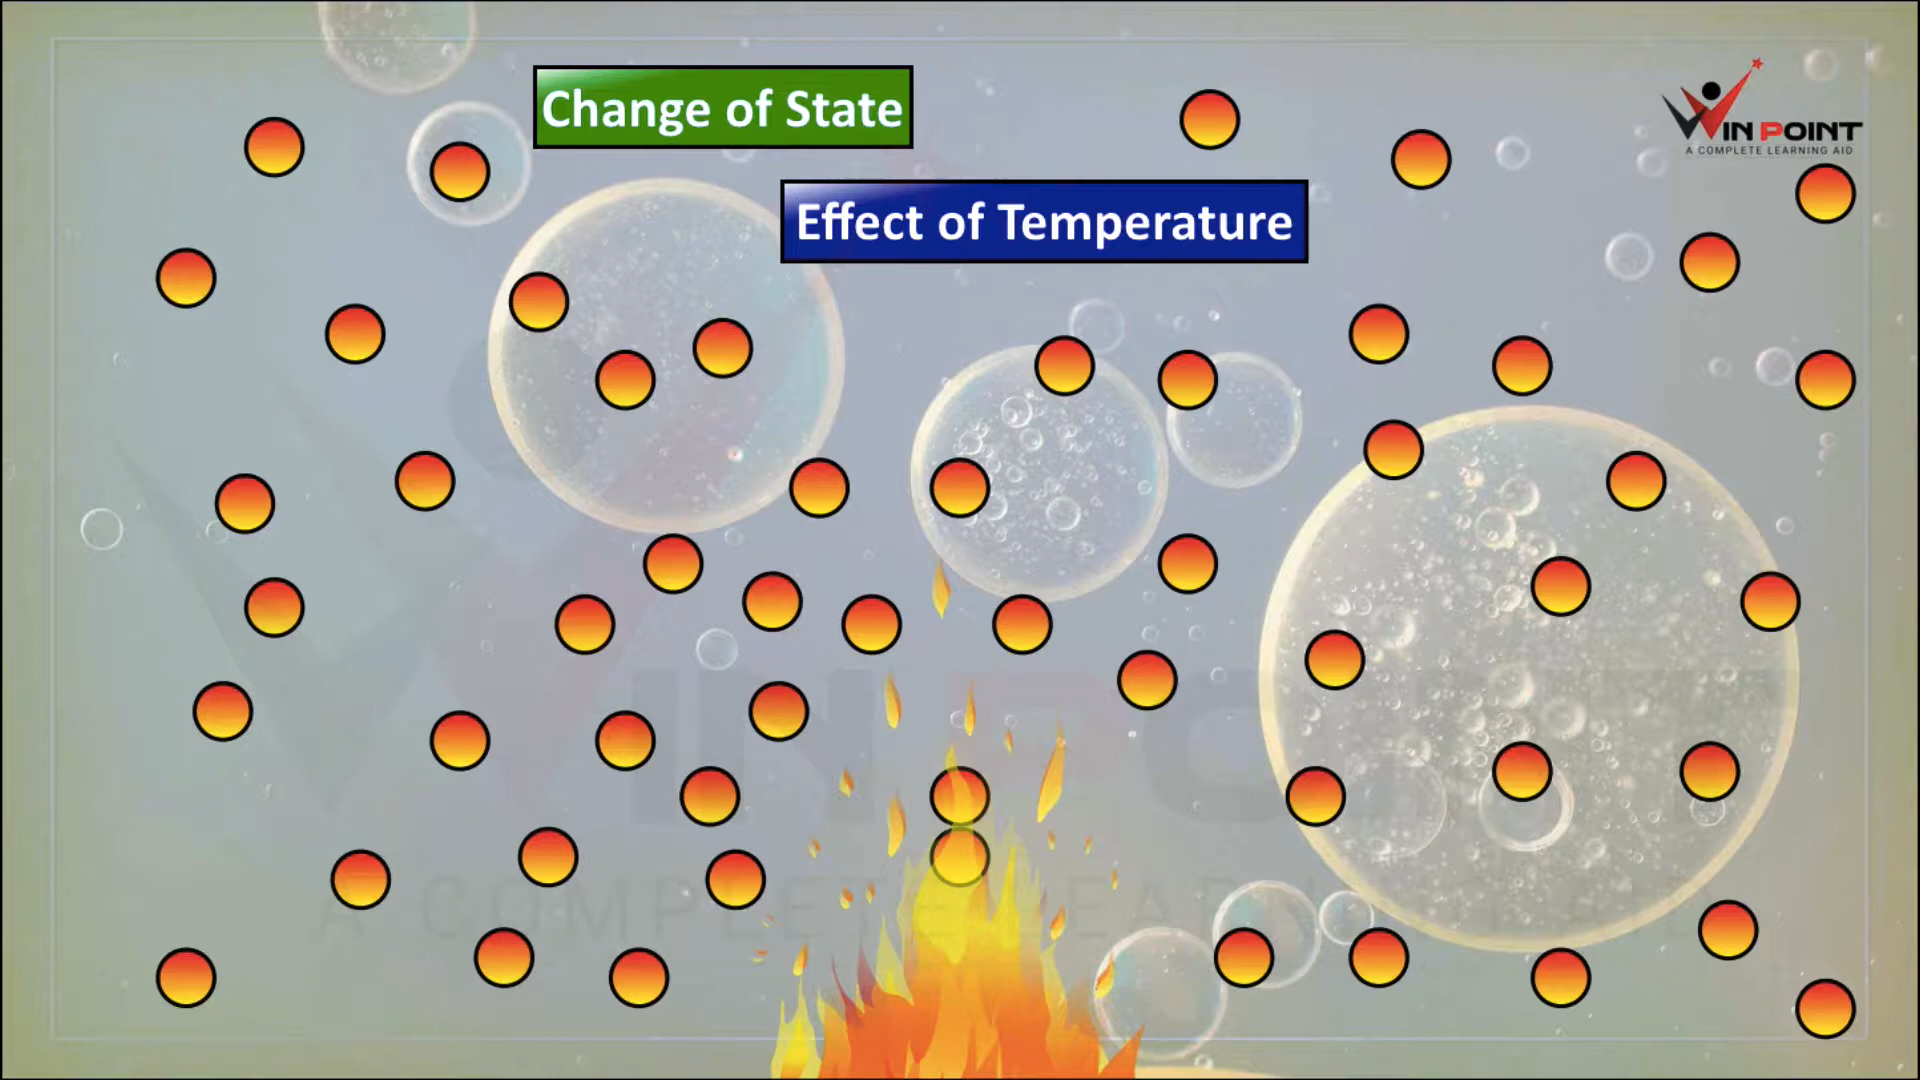 Change of State
WIN POINT
A COMPLETE LEARNING AID
Effect of Temperature